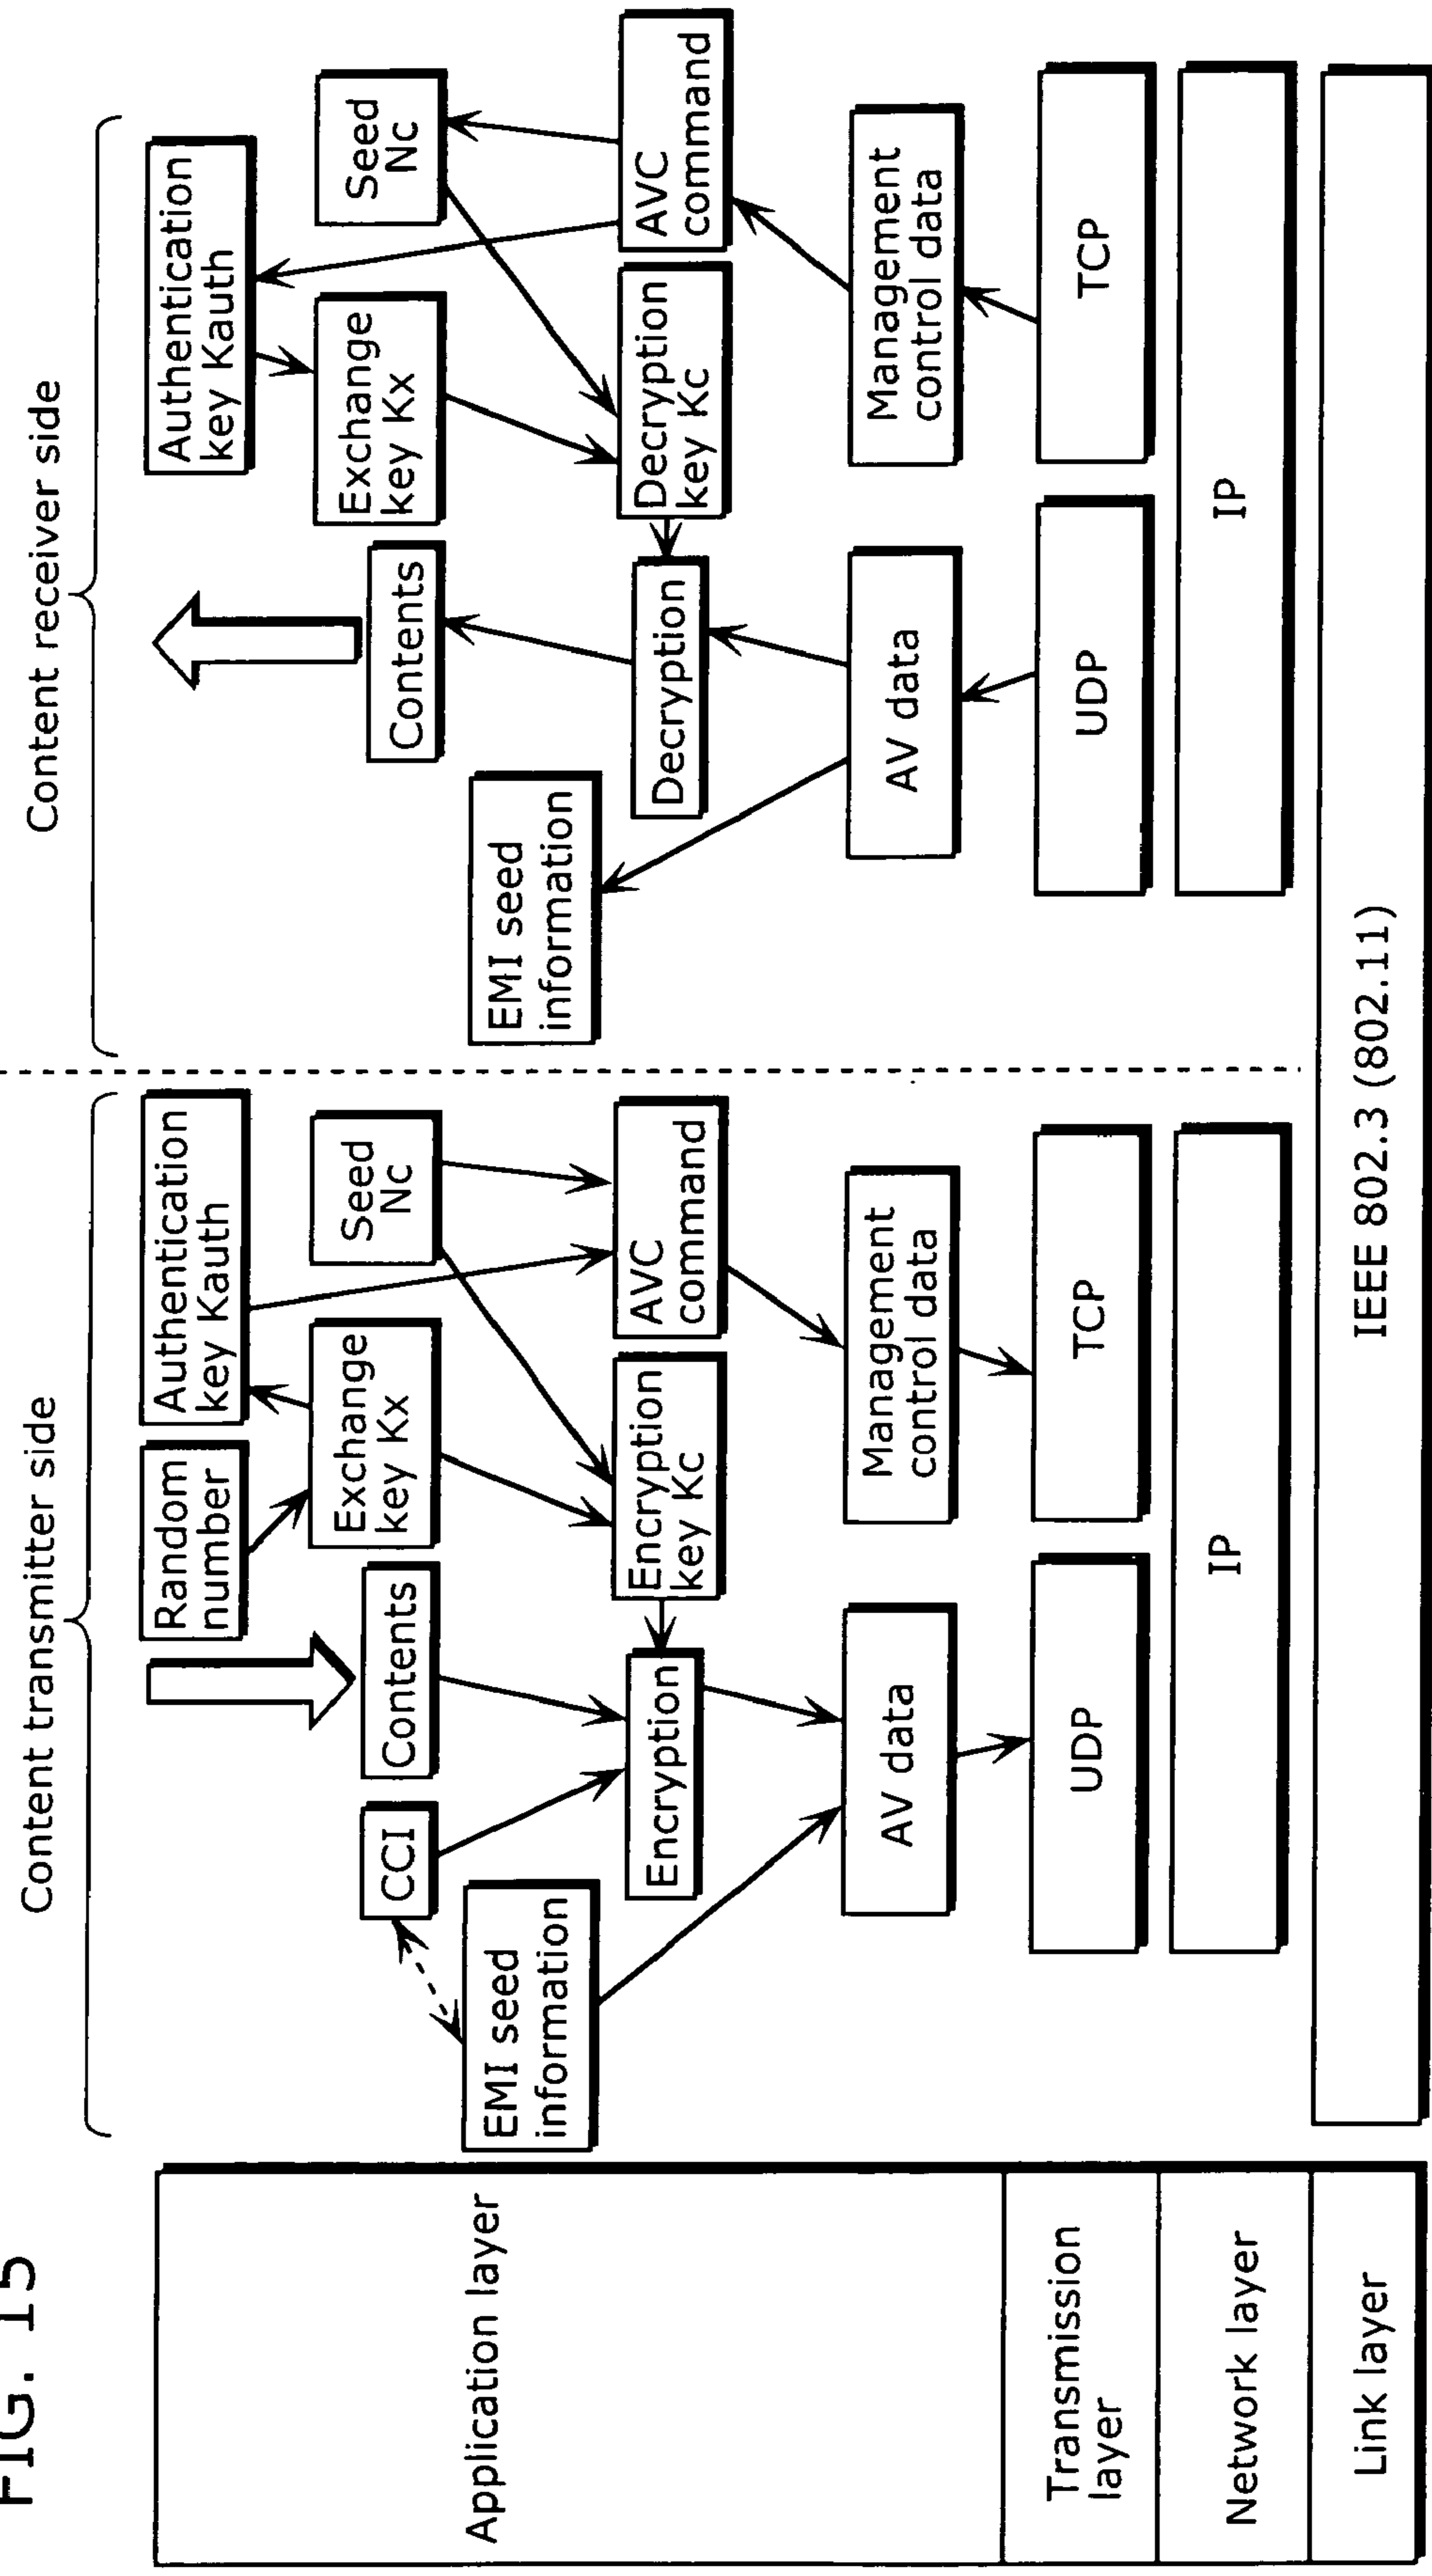 FIG. 15
Content transmitter side
Content receiver side
Application layer
Transmission
layer
Network layer
Link layer
Random
number
Authentication
key Kauth
CCI
Contents
Exchange
key Kx
Seed
Nc
EMI seed
information
Encryption
Encryption
key Kc
AVC
command
AV data
Management
control data
UDP
TCP
IP
Authentication
key Kauth
Contents
Exchange
key Kx
Seed
Nc
EMI seed
information
Decryption
Decryption
key Kc
AVC
command
AV data
Management
control data
UDP
TCP
IP
IEEE 802.3 (802.11)